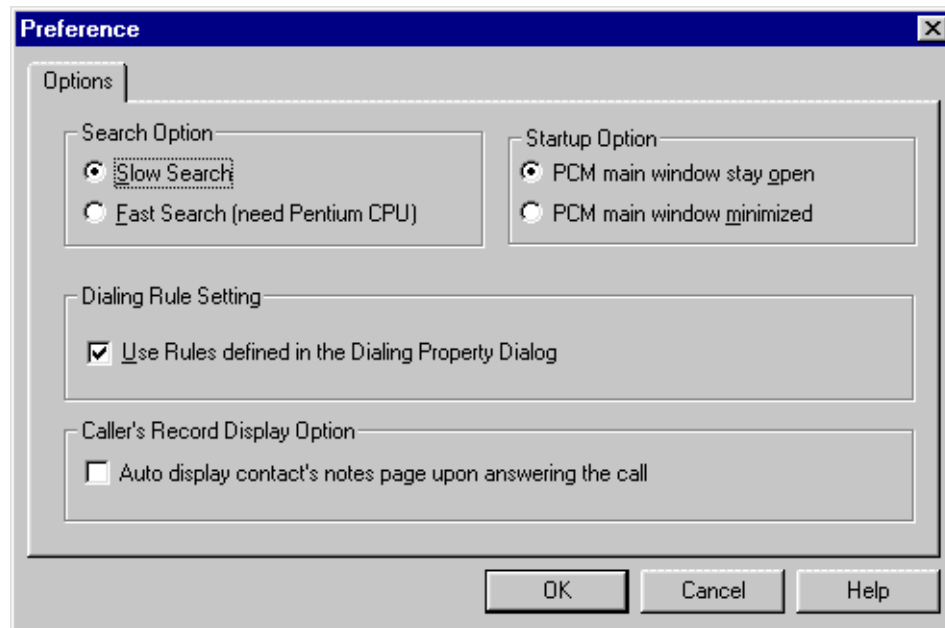 Preference
Options
Search Option
Slow Search
Fast Search (need Pentium CPU)
Startup Option
PCM main window stay open
PCM main window minimized
Dialing Rule Setting
Use Rules defined in the Dialing Property Dialog
Caller's Record Display Option
Auto display contact's notes page upon answering the call
OK
Cancel
Help